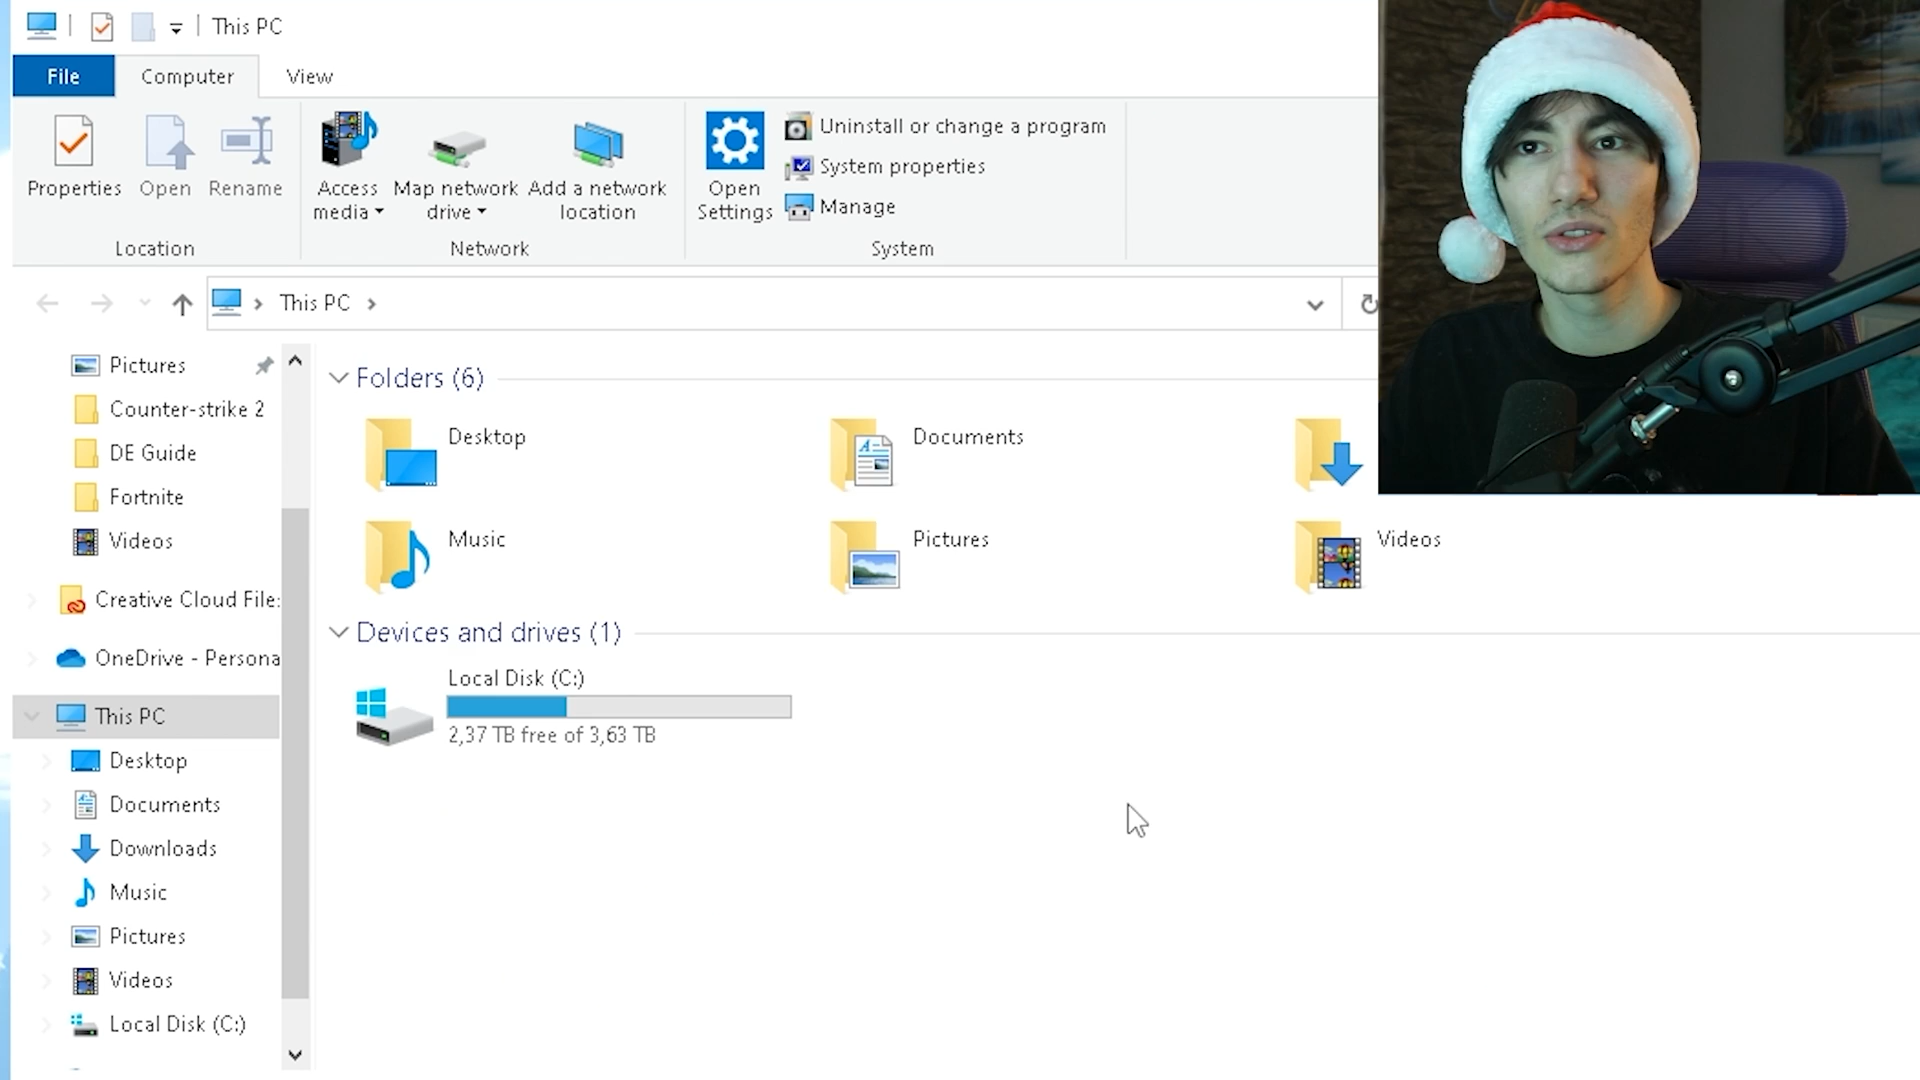 This PC
File
Computer
View
Properties
Open
Rename
Access
media
Map network
drive
Add a network
location
Open
Settings
Uninstall or change a program
System properties
Manage
Location
Network
System
This PC
Pictures
Counter-strike 2
DE Guide
Fortnite
Videos
Creative Cloud File
OneDrive - Persona
This PC
Desktop
Documents
Downloads
Music
Pictures
Videos
Local Disk (C:)
Folders (6)
Desktop
Documents
Music
Pictures
Videos
Devices and drives (1)
Local Disk (C:)
2,37 TB free of 3,63 TB